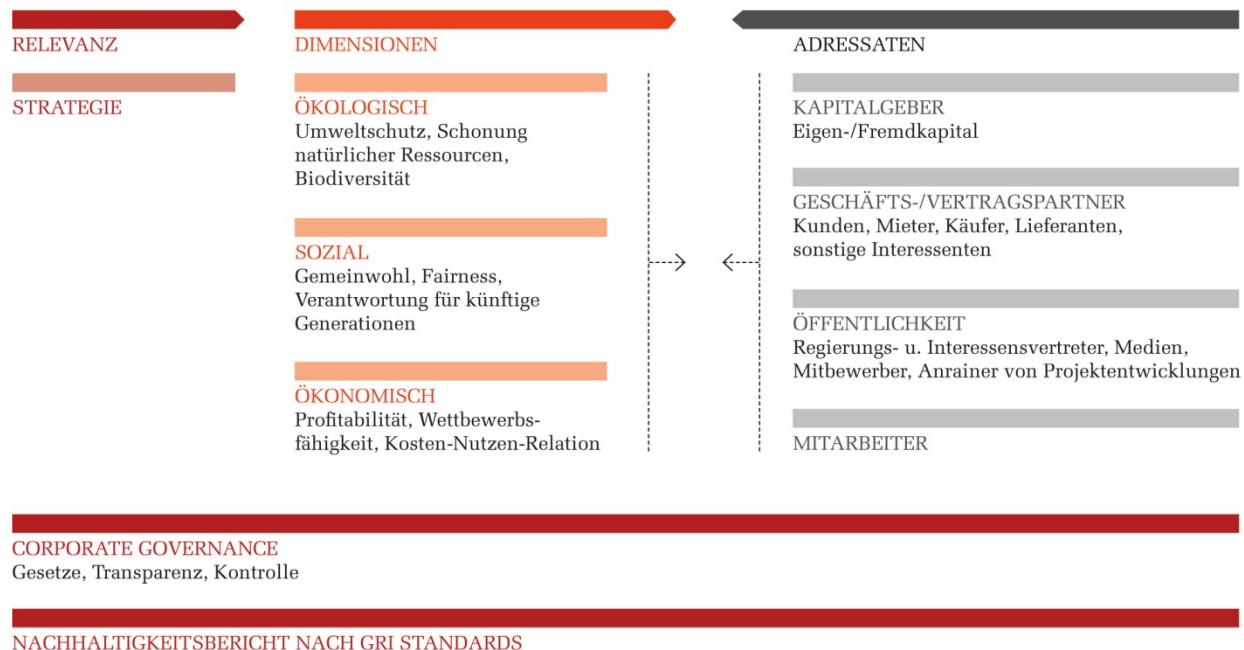 RELEVANZ
STRATEGIE
DIMENSIONEN
ÖKOLOGISCH
Umweltschutz, Schonung
natürlicher Ressourcen,
Biodiversität
SOZIAL
Gemeinwohl, Fairness,
Verantwortung für künftige
Generationen
ÖKONOMISCH
Profitabilität, Wettbewerbs-
fähigkeit, Kosten-Nutzen-Relation
ADRESSATEN
KAPITALGEBER
Eigen-/Fremdkapital
GESCHÄFTS-/VERTRAGSPARTNER
Kunden, Mieter, Käufer, Lieferanten,
sonstige Interessenten
ÖFFENTLICHKEIT
Regierungs- u. Interessensvertreter, Medien,
Mitbewerber, Anrainer von Projektentwicklungen
MITARBEITER
CORPORATE GOVERNANCE
Gesetze, Transparenz, Kontrolle
NACHHALTIGKEITSBERICHT NACH GRI STANDARDS